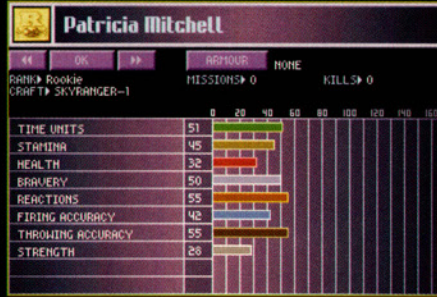 Patricia Mitchell
OK
ARMOUR NONE
RANK Rookie MISSIONS 0 KILLS 0
CRAFT SKYRANGER-1
0 20 40 60 80 100 120 140 160
TIME UNITS 51
STAMINA 45
HEALTH 32
BRAVERY 50
REACTIONS 55
FIRING ACCURACY 42
THROWING ACCURACY 55
STRENGTH 28